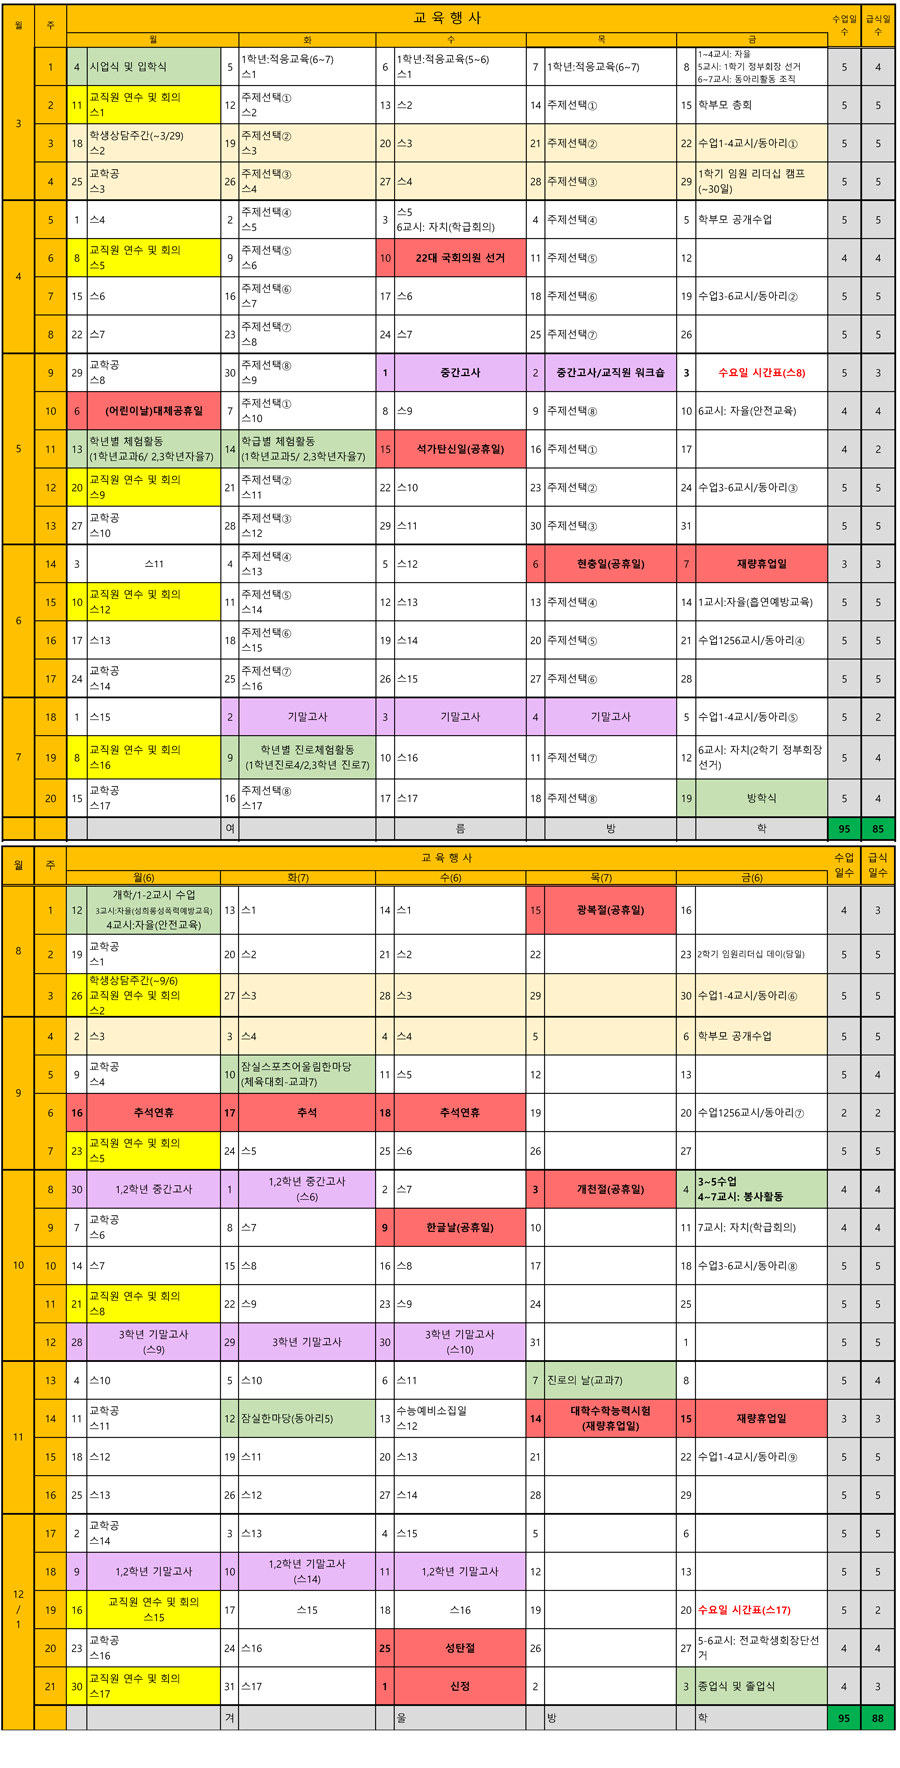 월 주 교 육 행 사 수업일수 급식일수
월 화 수 목 금
3
1 4 시업식 및 입학식 5 1학년:적응교육(6~7) 스1 6 1학년:적응교육(5~6) 스1 7 1학년:적응교육(6~7) 8 1~4교시: 자율 5교시: 1학기 정부회장 선거 6~7교시: 동아리활동 조직 5 4
2 11 교직원 연수 및 회의 스1 12 주제선택① 스2 13 스2 14 주제선택① 15 학부모 총회 5 5
3 18 학생상담주간(~3/29) 스2 19 주제선택② 스3 20 스3 21 주제선택② 22 수업1-4교시/동아리① 5 5
4 25 교학공 스3 26 주제선택③ 스4 27 스4 28 주제선택③ 29 1학기 임원 리더십 캠프 (~30일) 5 5
4
5 1 스4 2 주제선택④ 스5 3 스5 6교시: 자치(학급회의) 4 주제선택④ 5 학부모 공개수업 5 5
6 8 교직원 연수 및 회의 스5 9 주제선택⑤ 스6 10 22대 국회의원 선거 11 주제선택⑤ 12 4 4
7 15 스6 16 주제선택⑥ 스7 17 스6 18 주제선택⑥ 19 수업3-6교시/동아리② 5 5
8 22 스7 23 주제선택⑦ 스8 24 스7 25 주제선택⑦ 26 5 5
5
9 29 교학공 스8 30 주제선택⑧ 스9 1 중간고사 2 중간고사/교직원 워크숍 3 수요일 시간표(스8) 5 3
10 6 (어린이날)대체공휴일 7 주제선택① 스10 8 스9 9 주제선택⑧ 10 6교시: 자율(안전교육) 4 4
11 13 학년별 체험활동 (1학년교과6/ 2,3학년자율7) 14 학급별 체험활동 (1학년교과5/ 2,3학년자율7) 15 석가탄신일(공휴일) 16 주제선택① 17 4 2
12 20 교직원 연수 및 회의 스9 21 주제선택② 스11 22 스10 23 주제선택② 24 수업3-6교시/동아리③ 5 5
13 27 교학공 스10 28 주제선택③ 스12 29 스11 30 주제선택③ 31 5 5
6
14 3 스11 4 주제선택④ 스13 5 스12 6 현충일(공휴일) 7 재량휴업일 3 3
15 10 교직원 연수 및 회의 스12 11 주제선택⑤ 스14 12 스13 13 주제선택④ 14 1교시:자율(흡연예방교육) 5 5
16 17 스13 18 주제선택⑥ 스15 19 스14 20 주제선택⑤ 21 수업1256교시/동아리④ 5 5
17 24 교학공 스14 25 주제선택⑦ 스16 26 스15 27 주제선택⑥ 28 5 5
7
18 1 스15 2 기말고사 3 기말고사 4 기말고사 5 수업1-4교시/동아리⑤ 5 2
19 8 교직원 연수 및 회의 스16 9 학년별 진로체험활동 (1학년진로4/2,3학년 진로7) 10 스16 11 주제선택⑦ 12 6교시: 자치(2학기 정부회장 선거) 5 4
20 15 교학공 스17 16 주제선택⑧ 스17 17 스17 18 주제선택⑧ 19 방학식 5 4
여 름 방 학 95 85
월 주 교 육 행 사 수업일수 급식일수
월(6) 화(7) 수(6) 목(7) 금(6)
8
1 12 개학/1-2교시 수업 3교시:자율(성희롱성폭력예방교육) 4교시:자율(안전교육) 13 스1 14 스1 15 광복절(공휴일) 16 4 3
2 19 교학공 스1 20 스2 21 스2 22 23 2학기 임원리더십 데이(당일) 5 5
3 26 학생상담주간(~9/6) 교직원 연수 및 회의 스2 27 스3 28 스3 29 30 수업1-4교시/동아리⑥ 5 5
9
4 2 스3 3 스4 4 스4 5 6 학부모 공개수업 5 5
5 9 교학공 스4 10 잠실스포츠어울림한마당 (체육대회-교과7) 11 스5 12 13 5 4
6 16 추석연휴 17 추석 18 추석연휴 19 20 수업1256교시/동아리⑦ 2 2
7 23 교직원 연수 및 회의 스5 24 스5 25 스6 26 27 5 5
10
8 30 1,2학년 중간고사 1 1,2학년 중간고사 (스6) 2 스7 3 개천절(공휴일) 4 3~5수업 4~7교시: 봉사활동 4 4
9 7 교학공 스6 8 스7 9 한글날(공휴일) 10 11 7교시: 자치(학급회의) 4 4
10 14 스7 15 스8 16 스8 17 18 수업3-6교시/동아리⑧ 5 5
11 21 교직원 연수 및 회의 스8 22 스9 23 스9 24 25 5 5
12 28 3학년 기말고사 (스9) 29 3학년 기말고사 30 3학년 기말고사 (스10) 31 1 5 5
11
13 4 스10 5 스10 6 스11 7 진로의 날(교과7) 8 5 4
14 11 교학공 스11 12 잠실한마당(동아리5) 13 수능예비소집일 스12 14 대학수학능력시험 (재량휴업일) 15 재량휴업일 3 3
15 18 스12 19 스11 20 스13 21 22 수업1-4교시/동아리⑨ 5 5
16 25 스13 26 스12 27 스14 28 29 5 5
12 / 1
17 2 교학공 스14 3 스13 4 스15 5 6 5 5
18 9 1,2학년 기말고사 10 1,2학년 기말고사 (스14) 11 1,2학년 기말고사 12 13 5 5
19 16 교직원 연수 및 회의 스15 17 스15 18 스16 19 20 수요일 시간표(스17) 5 2
20 23 교학공 스16 24 스16 25 성탄절 26 27 5-6교시: 전교학생회장단선거 4 4
21 30 교직원 연수 및 회의 스17 31 스17 1 신정 2 3 종업식 및 졸업식 4 3
겨 울 방 학 95 88